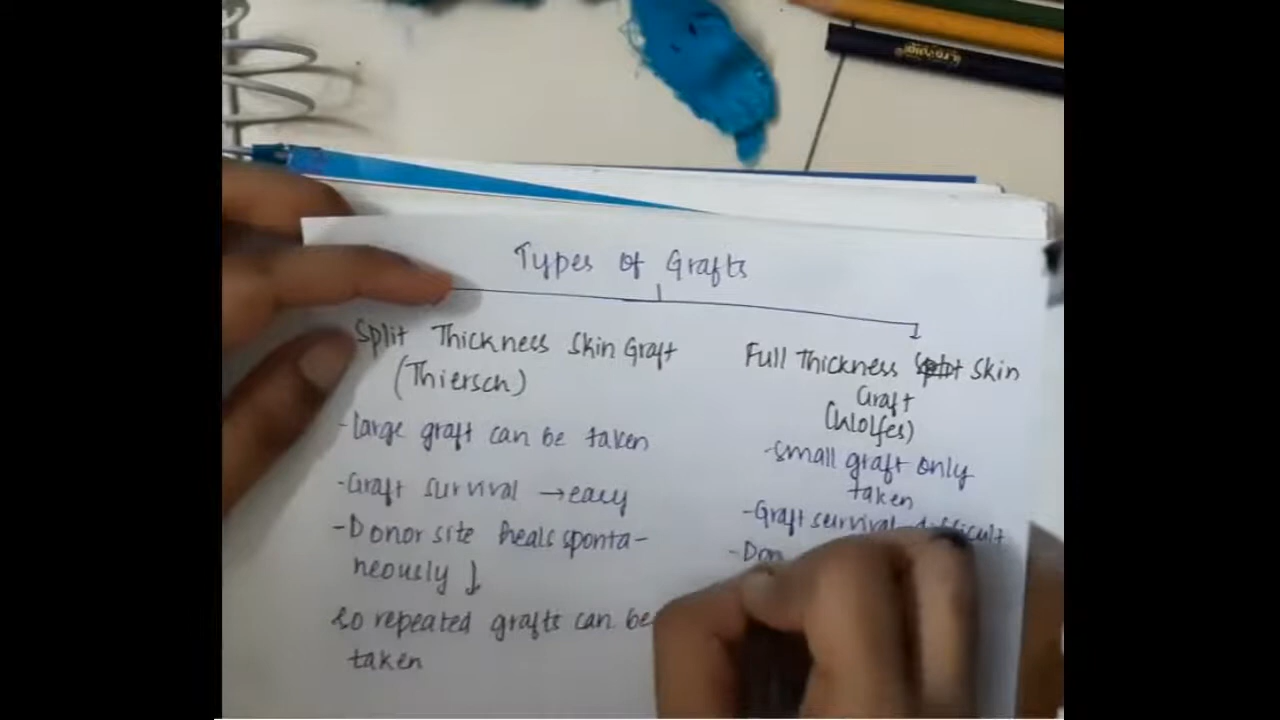 Types of Grafts
Split Thickness Skin Graft
(Thiersch)
-Large graft can be taken
-Graft survival → easy
-Donor site heals sponta-
neously ↓
so repeated grafts can be
taken
Full Thickness Skin
Graft
(Wolfes)
-small graft only
taken
-Graft survival difficult
-Don